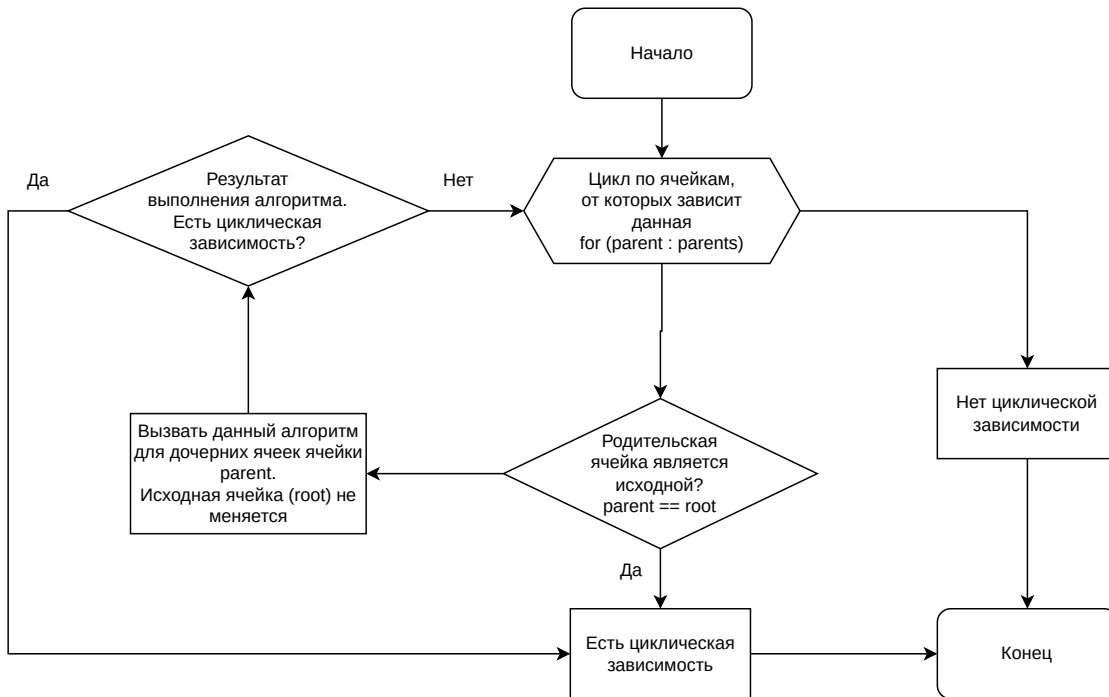 Начало
Да
Результат
выполнения алгоритма.
Есть циклическая
зависимость?
Нет
Цикл по ячейкам,
от которых зависит
данная
for (parent : parents)
Вызвать данный алгоритм
для дочерних ячеек ячейки
parent.
Исходная ячейка (root) не
меняется
Родительская
ячейка является
исходной?
parent == root
Нет циклической
зависимости
Да
Есть циклическая
зависимость
Конец